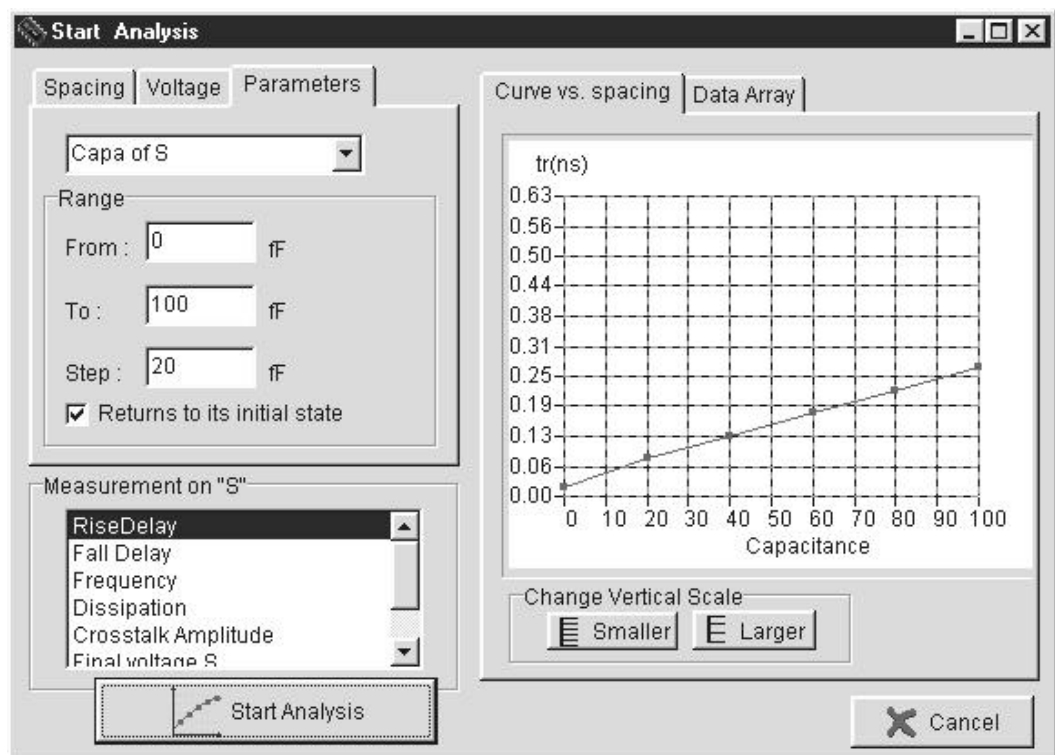 Start Analysis
Spacing Voltage Parameters
Capa of S
Range
From : 0 fF
To : 100 fF
Step : 20 fF
Returns to its initial state
Measurement on "S"
RiseDelay
Fall Delay
Frequency
Dissipation
Crosstalk Amplitude
Final voltage S
Start Analysis
Curve vs. spacing Data Array
tr(ns)
0.63
0.56
0.50
0.44
0.38
0.31
0.25
0.19
0.13
0.06
0.00
0 10 20 30 40 50 60 70 80 90 100
Capacitance
Change Vertical Scale
Smaller Larger
Cancel